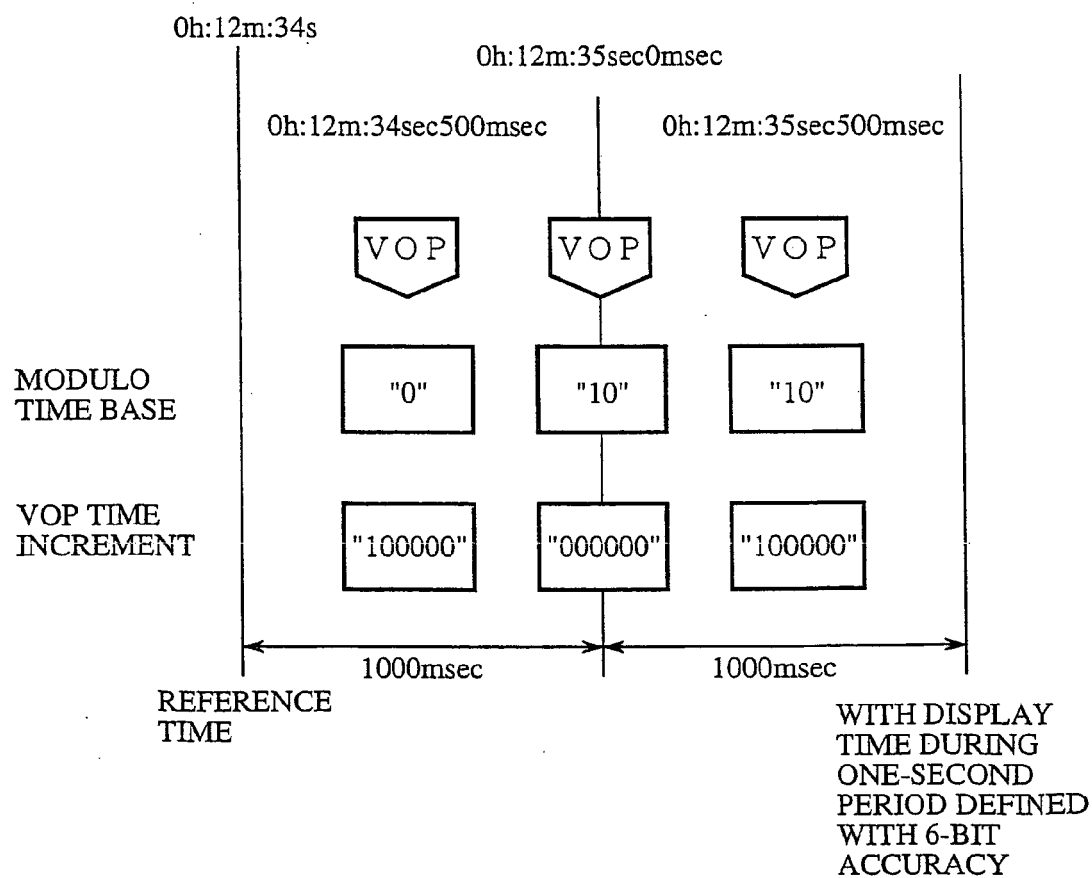 0h:12m:34s
0h:12m:35sec0msec
0h:12m:34sec500msec
0h:12m:35sec500msec
VOP
VOP
VOP
MODULO
TIME BASE
"0"
"10"
"10"
VOP TIME
INCREMENT
"100000"
"000000"
"100000"
1000msec
1000msec
REFERENCE
TIME
WITH DISPLAY
TIME DURING
ONE-SECOND
PERIOD DEFINED
WITH 6-BIT
ACCURACY